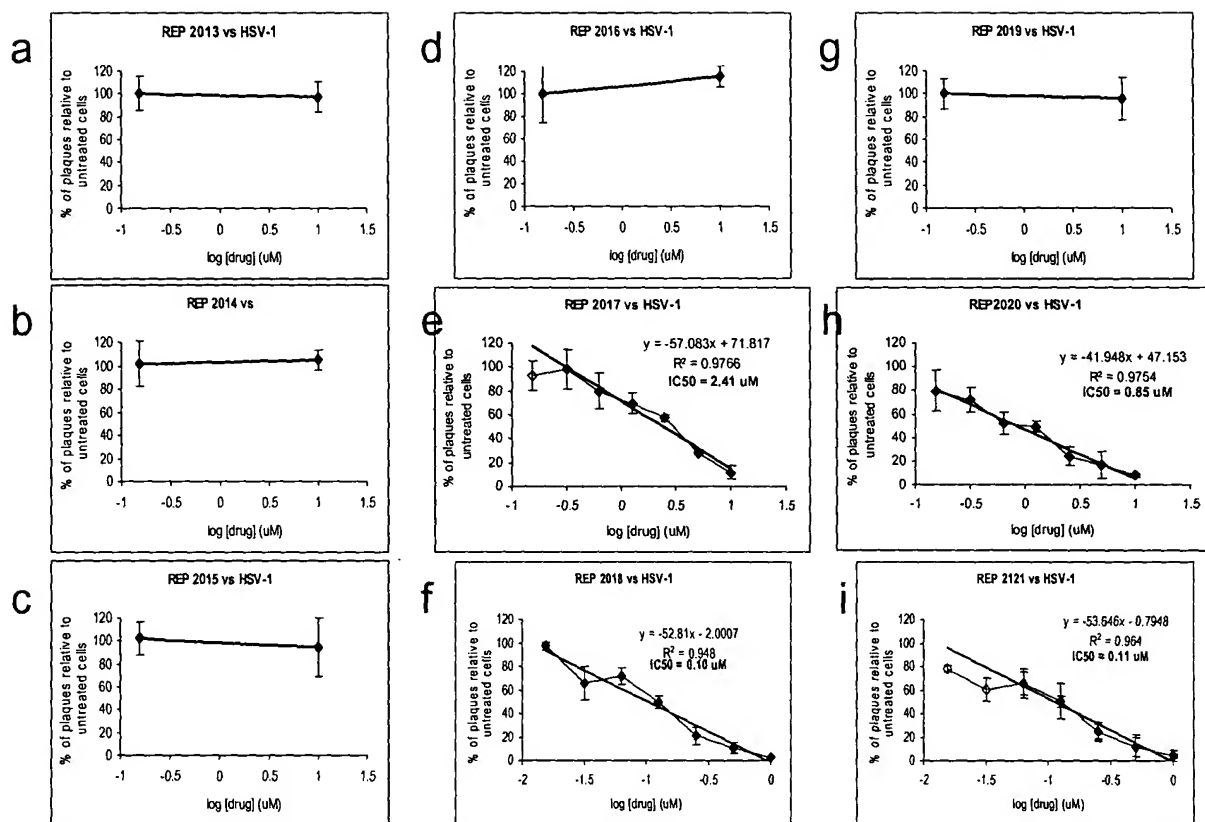 a
REP 2013 vs HSV-1
% of plaques relative to
untreated cells
120
100
80
60
40
20
0
-1
-0.5
0
0.5
1
1.5
log [drug] (uM)
b
REP 2014 vs
% of plaques relative to
untreated cells
120
100
80
60
40
20
0
-1
-0.5
0
0.5
1
1.5
log [drug] (uM)
c
REP 2015 vs HSV-1
% of plaques relative to
untreated cells
120
100
80
60
40
20
0
-1
-0.5
0
0.5
1
1.5
log [drug] (uM)
d
REP 2016 vs HSV-1
% of plaques relative to
untreated cells
120
100
80
60
40
20
0
-1
-0.5
0
0.5
1
1.5
log [drug] (uM)
e
REP 2017 vs HSV-1
y = -57.083x + 71.817
R² = 0.9766
IC50 = 2.41 uM
% of plaques relative to
untreated cells
120
100
80
60
40
20
0
-1
-0.5
0
0.5
1
1.5
log [drug] (uM)
f
REP 2018 vs HSV-1
y = -52.81x - 2.0007
R² = 0.948
IC50 = 0.10 uM
% of plaques relative to
untreated cells
120
100
80
60
40
20
0
-2
-1.5
-1
-0.5
0
log [drug] (uM)
g
REP 2019 vs HSV-1
% of plaques relative to
untreated cells
120
100
80
60
40
20
0
-1
-0.5
0
0.5
1
1.5
log [drug] (uM)
h
REP2020 vs HSV-1
y = -41.948x + 47.153
R² = 0.9754
IC50 = 0.85 uM
% of plaques relative to
untreated cells
120
100
80
60
40
20
0
-1
-0.5
0
0.5
1
1.5
log [drug] (uM)
i
REP 2121 vs HSV-1
y = -53.646x - 0.7948
R² = 0.964
IC50 = 0.11 uM
% of plaques relative to
untreated cells
120
100
80
60
40
20
0
-2
-1.5
-1
-0.5
0
log [drug] (uM)